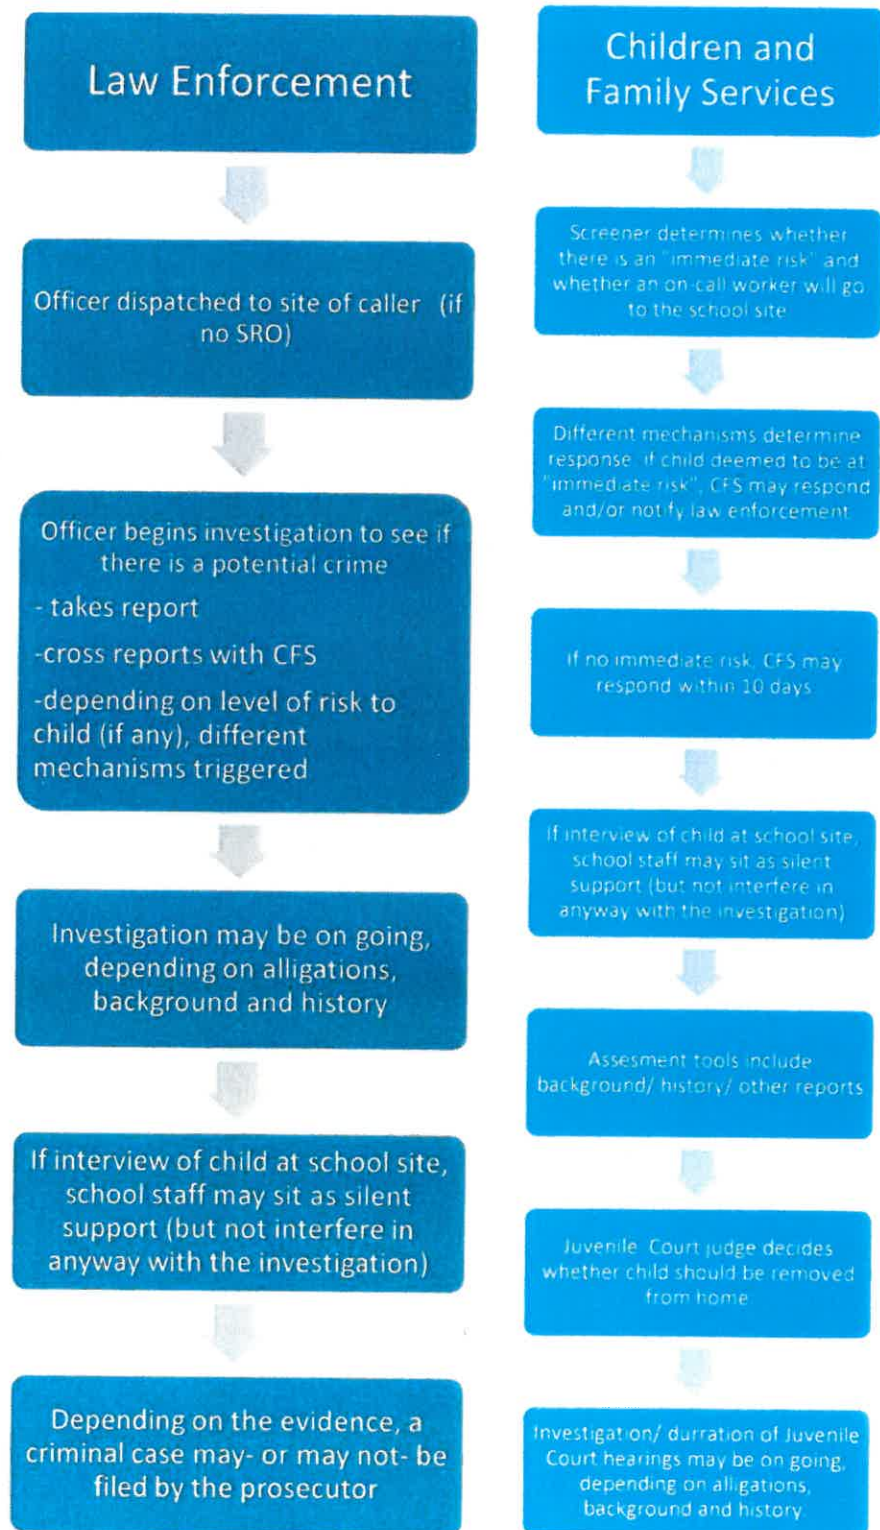 Law Enforcement
Officer dispatched to site of caller (if
no SRO)
Officer begins investigation to see if
there is a potential crime
- takes report
-cross reports with CFS
-depending on level of risk to
child (if any), different
mechanisms triggered
Investigation may be on going,
depending on alligations,
background and history
If interview of child at school site,
school staff may sit as silent
support (but not interfere in
anyway with the investigation)
Depending on the evidence, a
criminal case may- or may not- be
filed by the prosecutor
Children and
Family Services
Screener determines whether
there is an "immediate risk" and
whether an on-call worker will go
to the school site
Different mechanisms determine
response. if child deemed to be at
"immediate risk", CFS may respond
and/or notify law enforcement
If no immediate risk, CFS may
respond within 10 days
If interview of child at school site,
school staff may sit as silent
support (but not interfere in
anyway with the investigation)
Assesment tools include
background/ history/ other reports
Juvenile Court judge decides
whether child should be removed
from home
Investigation/ durration of Juvenile
Court hearings may be on going,
depending on alligations,
background and history